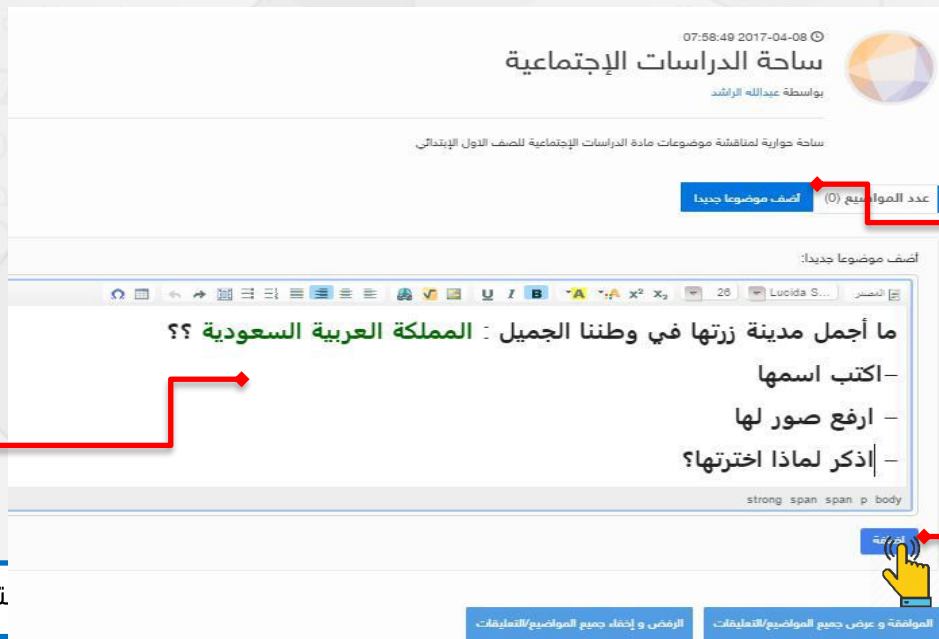 07:58:49 2017-04-08
ساحة الدراسات الإجتماعية
بواسطة عبدالله الراشد
ساحة حوارية لمناقشة موضوعات مادة الدراسات الإجتماعية للصف الاول الإبتدائي
عدد المواضيع (0) أضف موضوعا جديدا
أضف موضوعا جديدا:
المصدر Lucida S... 26
ما أجمل مدينة زرتها في وطننا الجميل : المملكة العربية السعودية ؟؟
–اكتب اسمها
– ارفع صور لها
– اذكر لماذا اخترتها؟
strong span span p body
اضافة
الموافقة و عرض جميع المواضيع/التعليقات الرفض و إخفاء جميع المواضيع/التعليقات